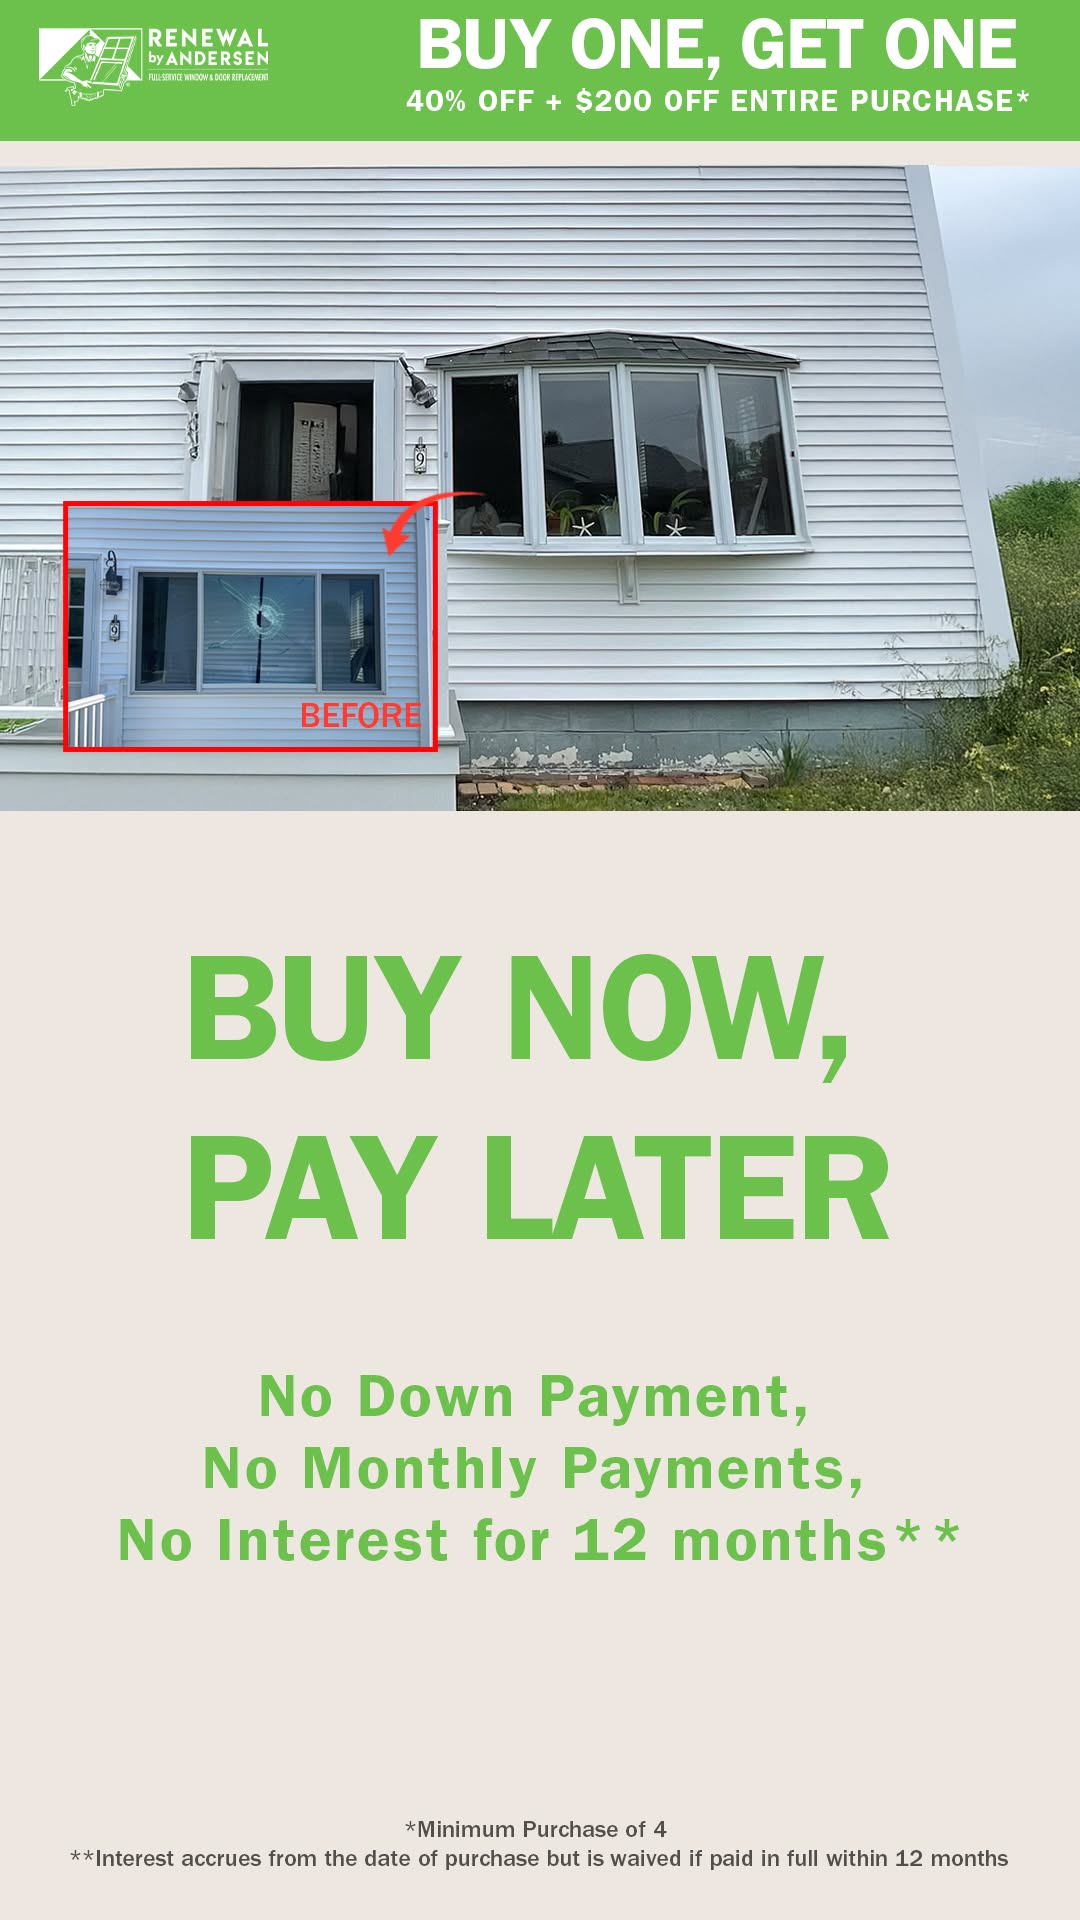 RENEWAL
by ANDERSEN
FULL-SERVICE WINDOW & DOOR REPLACEMENT
BUY ONE, GET ONE
40% OFF + $200 OFF ENTIRE PURCHASE*
9
9
BEFORE
BUY NOW,
PAY LATER
No Down Payment,
No Monthly Payments,
No Interest for 12 months**
*Minimum Purchase of 4
**Interest accrues from the date of purchase but is waived if paid in full within 12 months